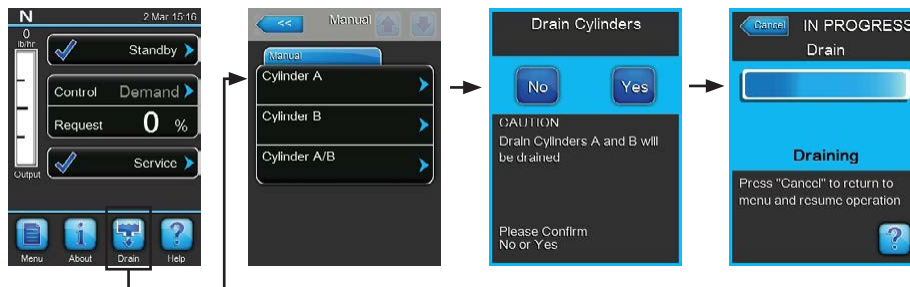 N
2 Mar 15:16
0
lb/hr
Standby
Control Demand
Request 0 %
Service
Output
Menu About Drain Help
<<
Manual
Manual
Cylinder A
Cylinder B
Cylinder A/B
Drain Cylinders
No Yes
CAUTION
Drain Cylinders A and B will
be drained
Please Confirm
No or Yes
Cancel
IN PROGRESS
Drain
Draining
Press "Cancel" to return to
menu and resume operation
?